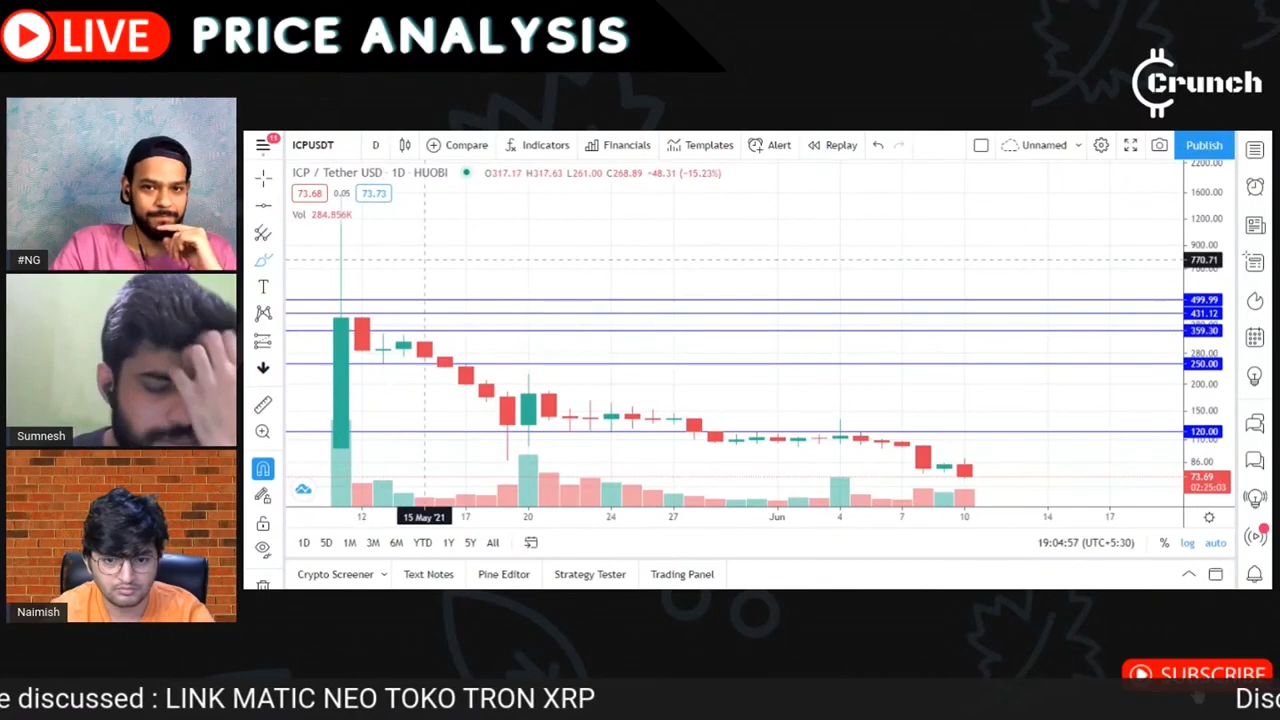 LIVE PRICE ANALYSIS
Crunch
#NG
Sumnesh
Naimish
11
ICPUSDT D Compare Indicators Financials Templates Alert Replay Unnamed Publish
ICP / Tether USD · 1D · HUOBI O317.17 H317.63 L261.00 C268.89 -48.31 (-15.23%)
73.68 0.05 73.73
Vol 284.856K
2200.00
1600.00
1200.00
900.00
770.71
700.00
499.99
431.12
359.30
280.00
250.00
200.00
150.00
120.00
110.00
86.00
73.69
02:25:03
12 15 May '21 17 20 24 27 Jun 4 7 10 14 17
1D 5D 1M 3M 6M YTD 1Y 5Y All 19:04:57 (UTC+5:30) % log auto
Crypto Screener Text Notes Pine Editor Strategy Tester Trading Panel
SUBSCRIBE
e discussed : LINK MATIC NEO TOKO TRON XRP Disc